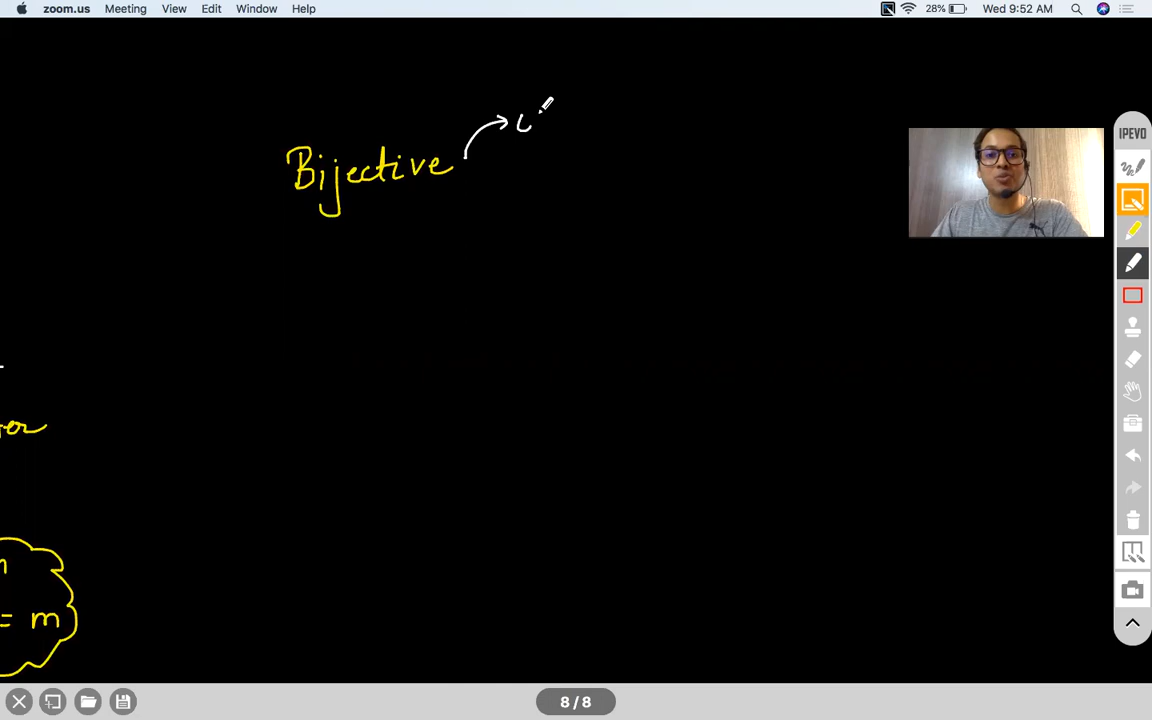 zoom.us Meeting View Edit Window Help 28% Wed 9:52 AM
Bijective
IPEVO
= m
8 / 8